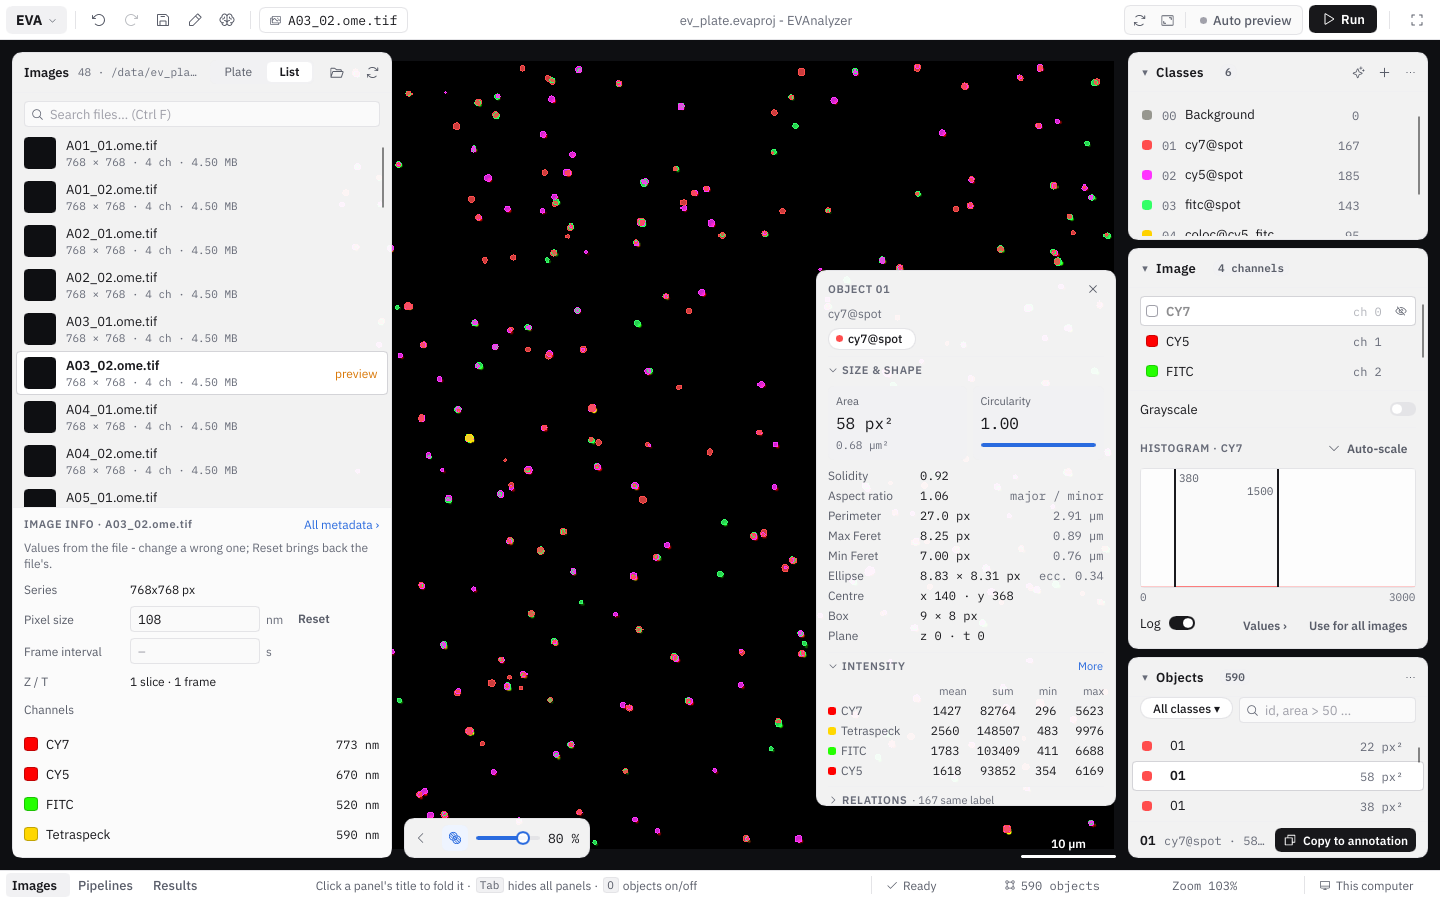 EVA
A03_02.ome.tif
ev_plate.evaproj - EVAnalyzer
Auto preview
Run
Images 48 · /data/ev_pla…
Plate
List
Search files... (Ctrl F)
A01_01.ome.tif
768 × 768 · 4 ch · 4.50 MB
A01_02.ome.tif
768 × 768 · 4 ch · 4.50 MB
A02_01.ome.tif
768 × 768 · 4 ch · 4.50 MB
A02_02.ome.tif
768 × 768 · 4 ch · 4.50 MB
A03_01.ome.tif
768 × 768 · 4 ch · 4.50 MB
A03_02.ome.tif
768 × 768 · 4 ch · 4.50 MB
preview
A04_01.ome.tif
768 × 768 · 4 ch · 4.50 MB
A04_02.ome.tif
768 × 768 · 4 ch · 4.50 MB
A05_01.ome.tif
IMAGE INFO · A03_02.ome.tif
All metadata ›
Values from the file - change a wrong one; Reset brings back the
file's.
Series 768x768 px
Pixel size 108 nm Reset
Frame interval – s
Z / T 1 slice · 1 frame
Channels
CY7 773 nm
CY5 670 nm
FITC 520 nm
Tetraspeck 590 nm
80 %
10 µm
OBJECT 01
cy7@spot
cy7@spot
SIZE & SHAPE
Area
58 px²
0.68 µm²
Circularity
1.00
Solidity 0.92
Aspect ratio 1.06 major / minor
Perimeter 27.0 px 2.91 µm
Max Feret 8.25 px 0.89 µm
Min Feret 7.00 px 0.76 µm
Ellipse 8.83 × 8.31 px ecc. 0.34
Centre x 140 · y 368
Box 9 × 8 px
Plane z 0 · t 0
INTENSITY More
mean sum min max
CY7 1427 82764 296 5623
Tetraspeck 2560 148507 483 9976
FITC 1783 103409 411 6688
CY5 1618 93852 354 6169
RELATIONS · 167 same label
Classes 6
00 Background 0
01 cy7@spot 167
02 cy5@spot 185
03 fitc@spot 143
04 coloc@cy5_fitc 95
Image 4 channels
CY7 ch 0
CY5 ch 1
FITC ch 2
Grayscale
HISTOGRAM · CY7
Auto-scale
380
1500
0 3000
Log Values › Use for all images
Objects 590
All classes ▾
id, area > 50 ...
01 22 px²
01 58 px²
01 38 px²
01 cy7@spot · 58…
Copy to annotation
Images Pipelines Results
Click a panel's title to fold it · Tab hides all panels · O objects on/off
Ready
590 objects
Zoom 103%
This computer